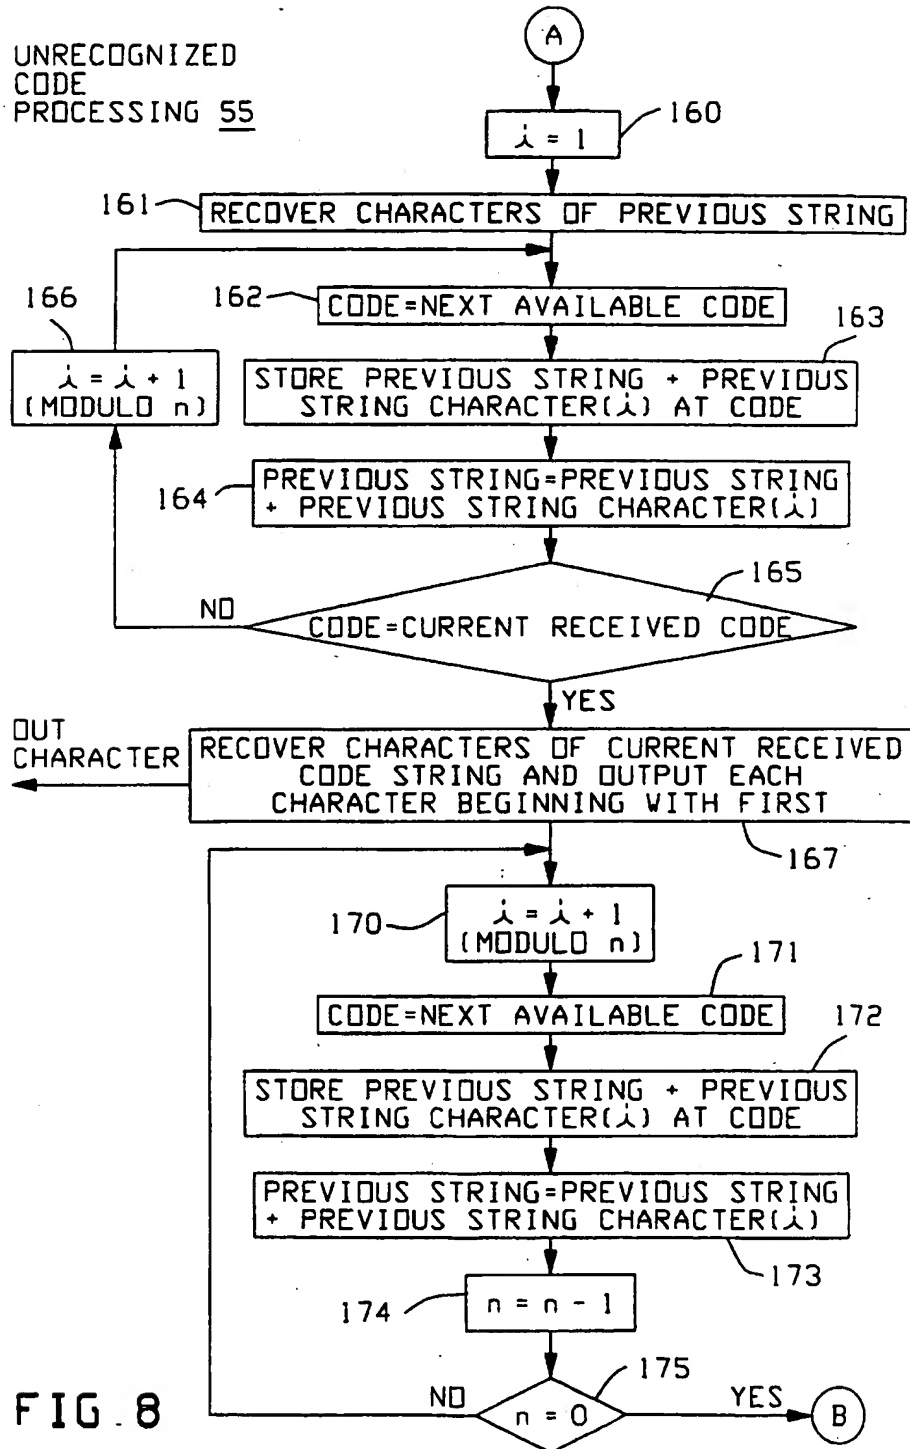 UNRECOGNIZED
CODE
PROCESSING 55
A
i = 1
160
161
RECOVER CHARACTERS OF PREVIOUS STRING
166
i = i + 1
(MODULO n)
162
CODE=NEXT AVAILABLE CODE
163
STORE PREVIOUS STRING + PREVIOUS
STRING CHARACTER(i) AT CODE
164
PREVIOUS STRING=PREVIOUS STRING
+ PREVIOUS STRING CHARACTER(i)
165
NO
CODE=CURRENT RECEIVED CODE
YES
OUT
CHARACTER
RECOVER CHARACTERS OF CURRENT RECEIVED
CODE STRING AND OUTPUT EACH
CHARACTER BEGINNING WITH FIRST
167
170
i = i + 1
(MODULO n)
171
CODE=NEXT AVAILABLE CODE
172
STORE PREVIOUS STRING + PREVIOUS
STRING CHARACTER(i) AT CODE
PREVIOUS STRING=PREVIOUS STRING
+ PREVIOUS STRING CHARACTER(i)
173
174
n = n - 1
175
NO
n = 0
YES
B
FIG.8